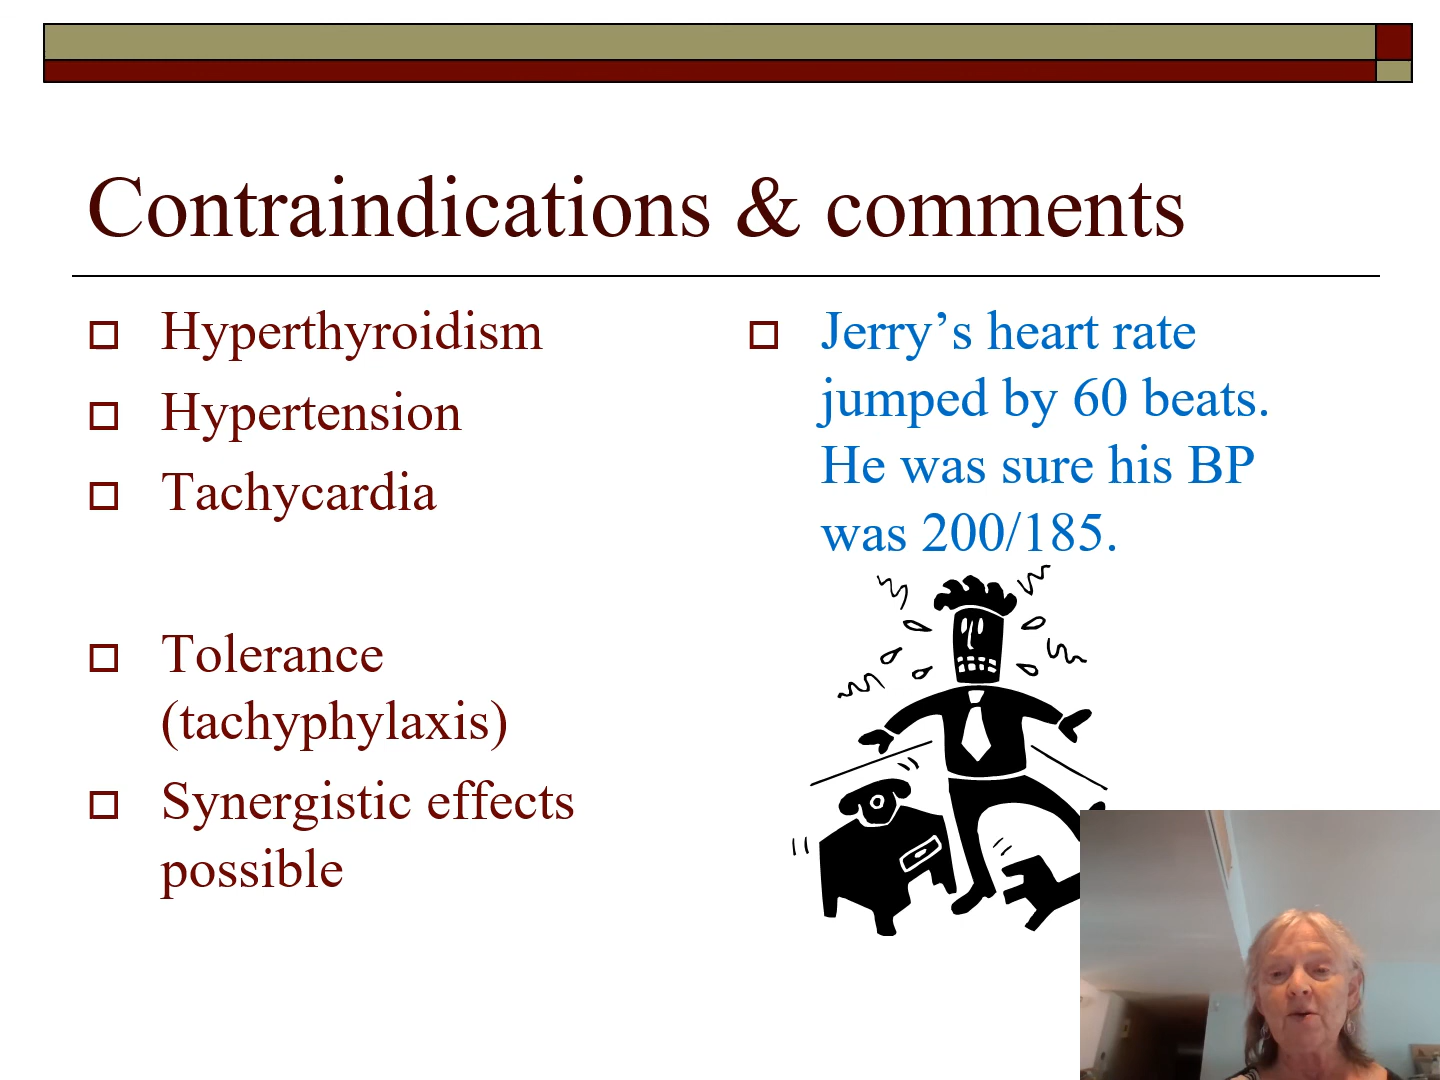 Contraindications & comments
Hyperthyroidism
Hypertension
Tachycardia
Tolerance
(tachyphylaxis)
Synergistic effects
possible
Jerry’s heart rate
jumped by 60 beats.
He was sure his BP
was 200/185.